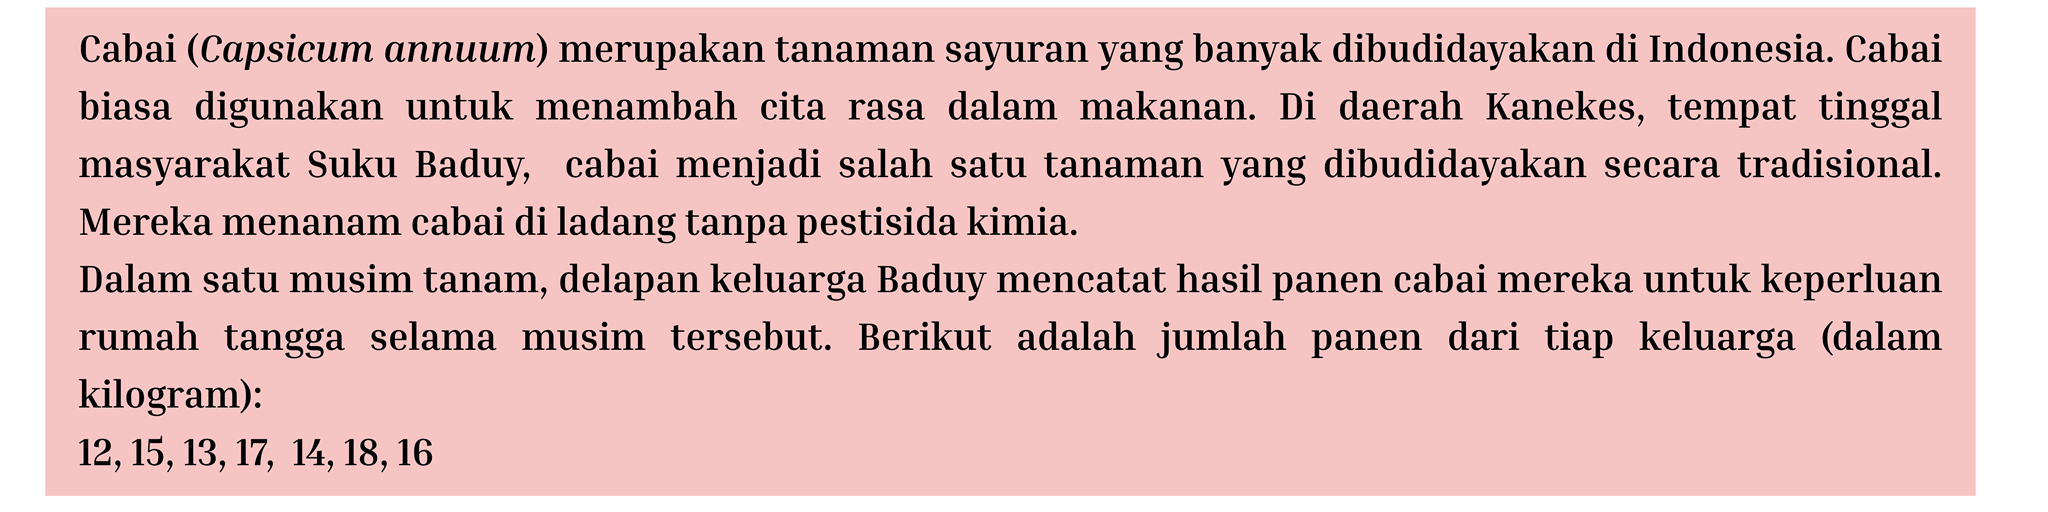 Cabai (Capsicum annuum) merupakan tanaman sayuran yang banyak dibudidayakan di Indonesia. Cabai
biasa digunakan untuk menambah cita rasa dalam makanan. Di daerah Kanekes, tempat tinggal
masyarakat Suku Baduy, cabai menjadi salah satu tanaman yang dibudidayakan secara tradisional.
Mereka menanam cabai di ladang tanpa pestisida kimia.
Dalam satu musim tanam, delapan keluarga Baduy mencatat hasil panen cabai mereka untuk keperluan
rumah tangga selama musim tersebut. Berikut adalah jumlah panen dari tiap keluarga (dalam
kilogram):
12, 15, 13, 17, 14, 18, 16